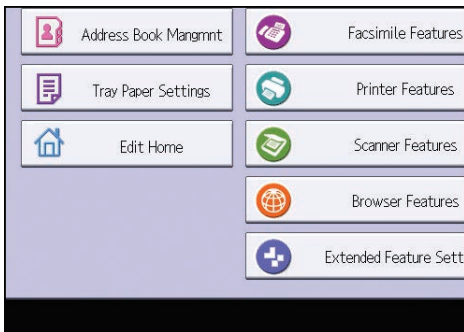 Address Book Mangmnt
Facsimile Features
Tray Paper Settings
Printer Features
Edit Home
Scanner Features
Browser Features
Extended Feature Sett